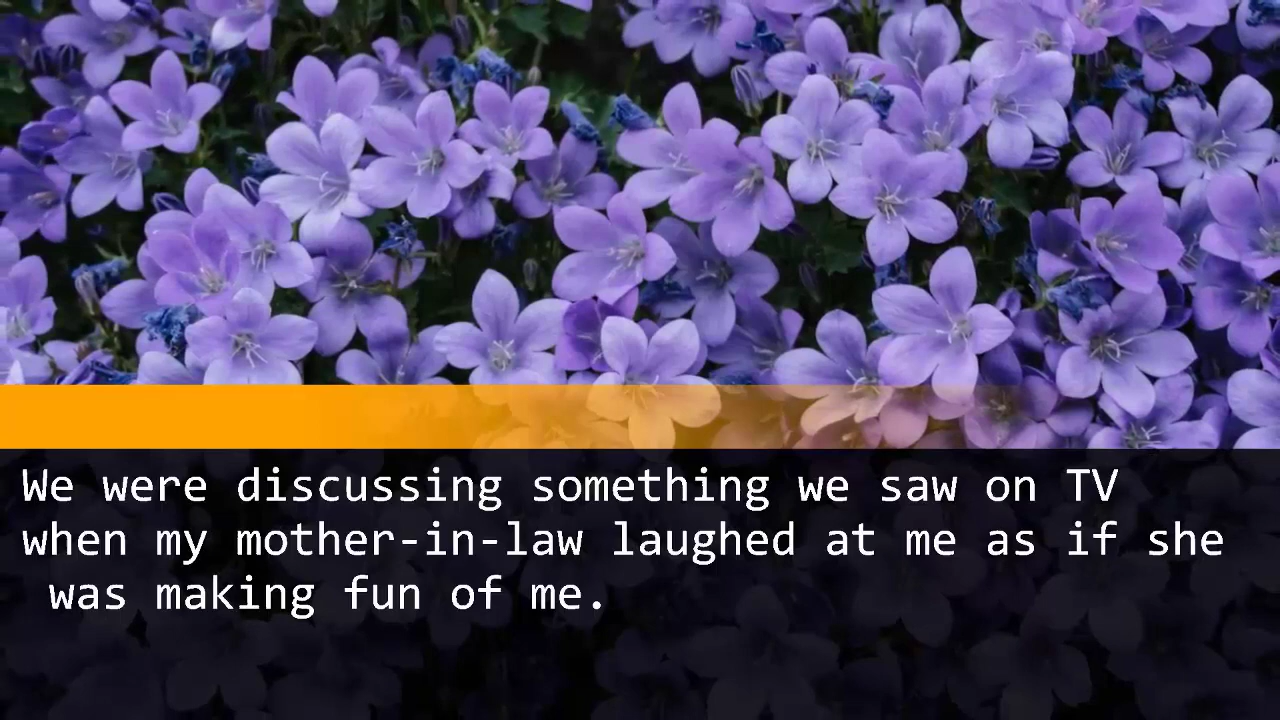 We were discussing something we saw on TV
when my mother-in-law laughed at me as if she
was making fun of me.